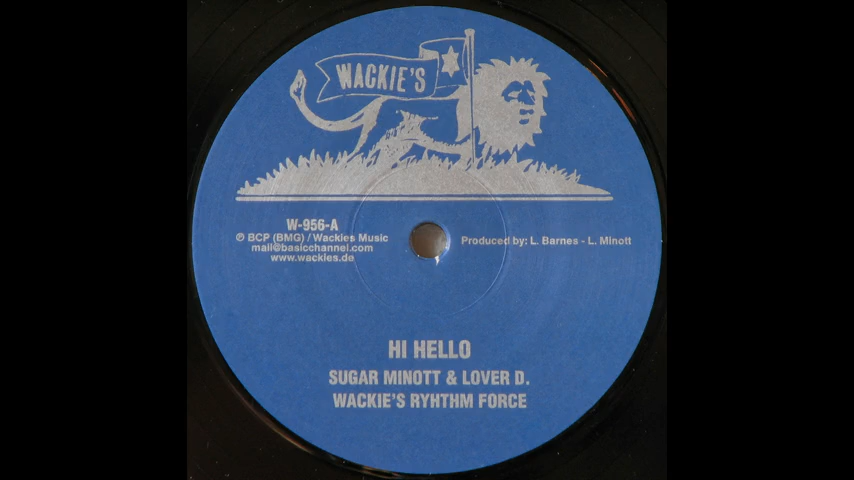 WACKIE'S
W-956-A
℗ BCP (BMG) / Wackies Music
mail@basicchannel.com
www.wackies.de
Produced by: L. Barnes - L. Minott
HI HELLO
SUGAR MINOTT & LOVER D.
WACKIE'S RYHTHM FORCE